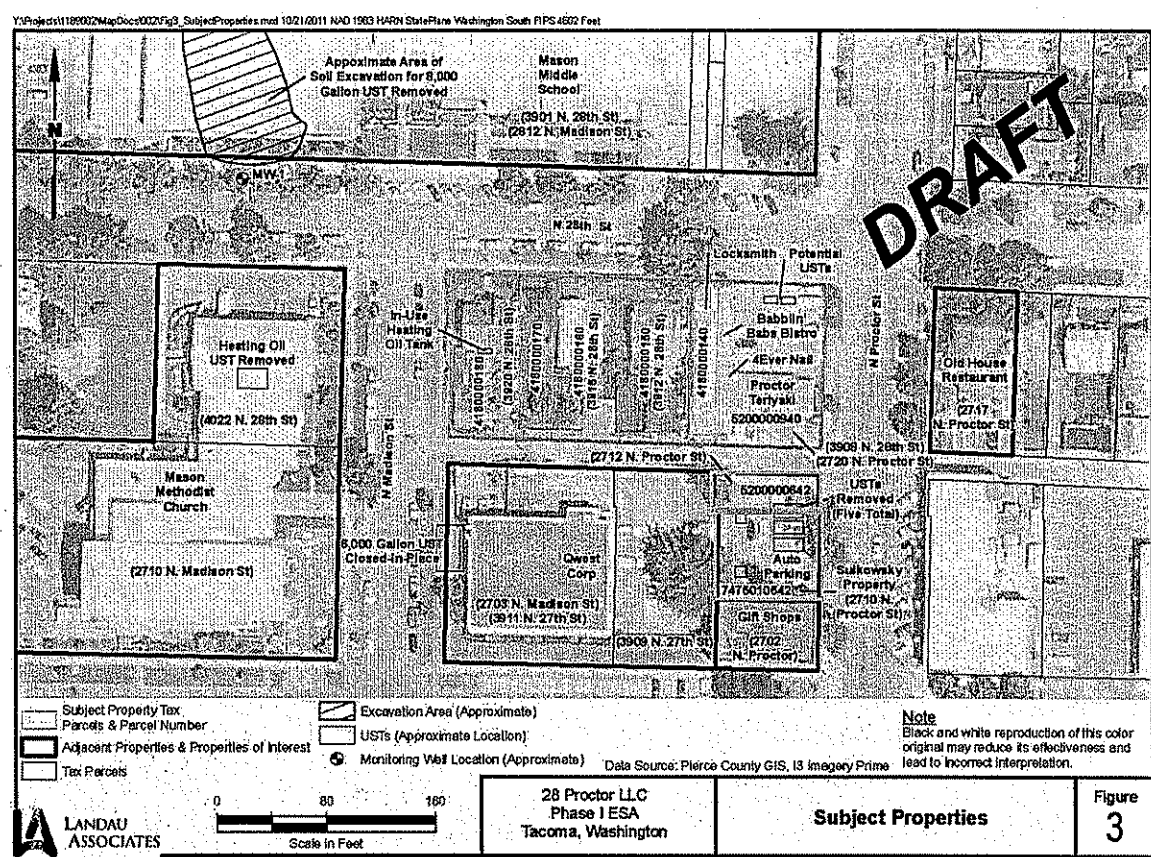 Y:\Projects\1189002\MapDocs\002\Fig3_SubjectProperties.mxd 10/21/2011 NAD 1983 HARN StatePlane Washington South FIPS 4602 Feet
Appoximate Area of
Soil Excavation for 8,000
Gallon UST Removed
Mason
Middle
School
(3901 N. 28th St)
(2812 N. Madison St)
DRAFT
N
MW-1
N 28th St
Locksmith
Potential
USTs
In-Use
Heating
Oil Tank
Heating Oil
UST Removed
(4022 N. 28th St)
Mason
Methodist
Church
(2710 N. Madison St)
N Madison St
(3920 N. 28th St)
4180000170
4180000160
(3916 N. 28th St)
4180000150
(3912 N. 28th St)
4180000140
Babblin'
Babs Bistro
4Ever Nail
Proctor
Teriyaki
5200000940
N Proctor St
Old House
Restaurant
(2717
N. Proctor St)
(3908 N. 28th St)
(2720 N. Proctor St)
(2712 N. Proctor St)
5200000642
USTs
Removed
(Five Total)
6,000 Gallon UST
Closed-in-Place
Qwest
Corp
(2703 N. Madison St)
(3911 N. 27th St)
(3909 N. 27th St)
Auto
Parking
7476010642
Sulkowsky
Property
(2710 N.
Proctor St)
Gift Shops
(2702
N. Proctor)
Subject Property Tax
Parcels & Parcel Number
Adjacent Properties & Properties of Interest
Tax Parcels
Excavation Area (Approximate)
USTs (Approximate Location)
Monitoring Well Location (Approximate)
Data Source: Pierce County GIS, I3 Imagery Prime
Note
Black and white reproduction of this color
original may reduce its effectiveness and
lead to incorrect interpretation.
LANDAU
ASSOCIATES
0 80 160
Scale in Feet
28 Proctor LLC
Phase I ESA
Tacoma, Washington
Subject Properties
Figure
3